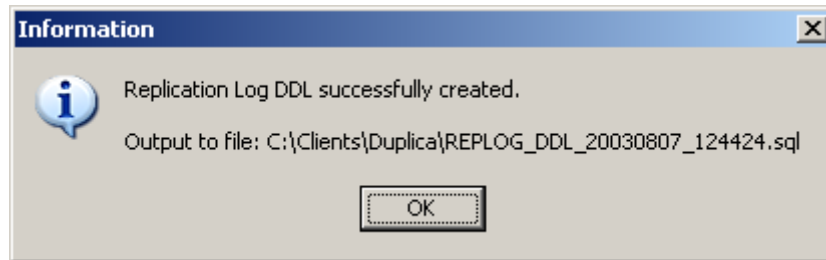 Information
Replication Log DDL successfully created.
Output to file: C:\Clients\Duplica\REPLOG_DDL_20030807_124424.sql
OK